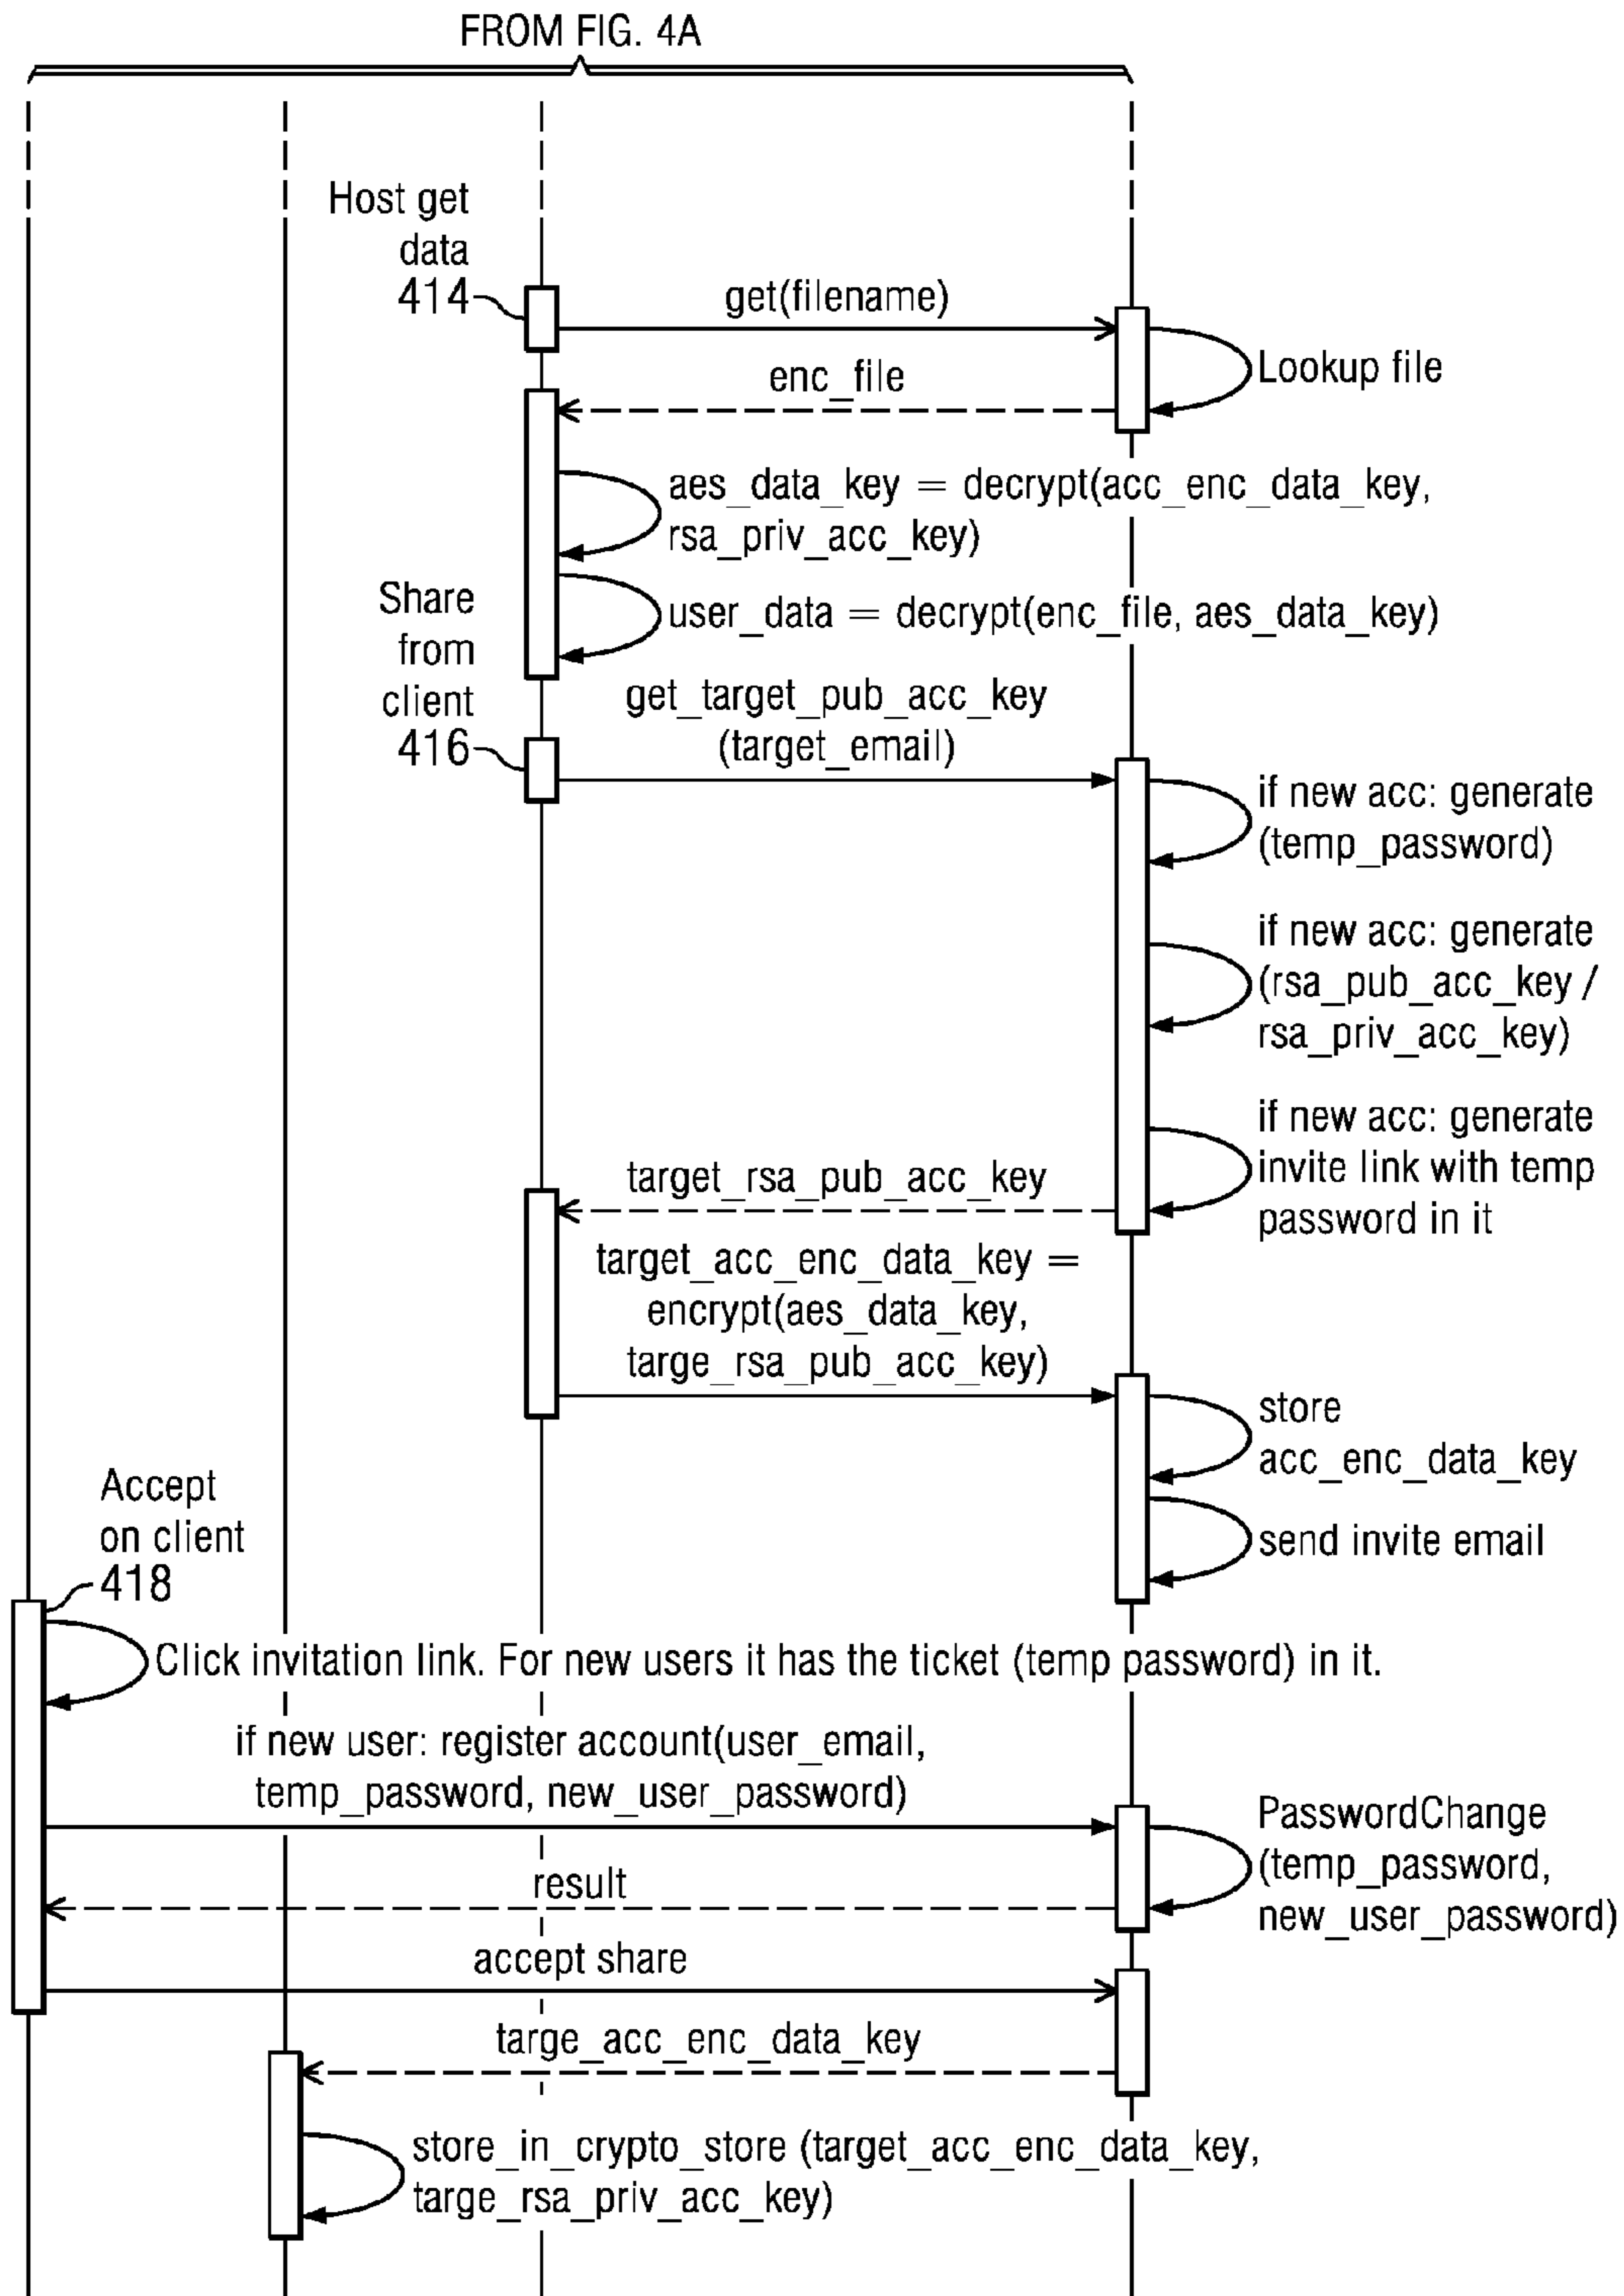 FROM FIG. 4A
Host get
data
414
get(filename)
Lookup file
enc_file
aes_data_key = decrypt(acc_enc_data_key,
rsa_priv_acc_key)
user_data = decrypt(enc_file, aes_data_key)
Share
from
client
416
get_target_pub_acc_key
(target_email)
if new acc: generate
(temp_password)
if new acc: generate
(rsa_pub_acc_key /
rsa_priv_acc_key)
if new acc: generate
invite link with temp
password in it
target_rsa_pub_acc_key
target_acc_enc_data_key =
encrypt(aes_data_key,
targe_rsa_pub_acc_key)
store
acc_enc_data_key
send invite email
Accept
on client
418
Click invitation link. For new users it has the ticket (temp password) in it.
if new user: register account(user_email,
temp_password, new_user_password)
PasswordChange
(temp_password,
new_user_password)
result
accept share
targe_acc_enc_data_key
store_in_crypto_store (target_acc_enc_data_key,
targe_rsa_priv_acc_key)